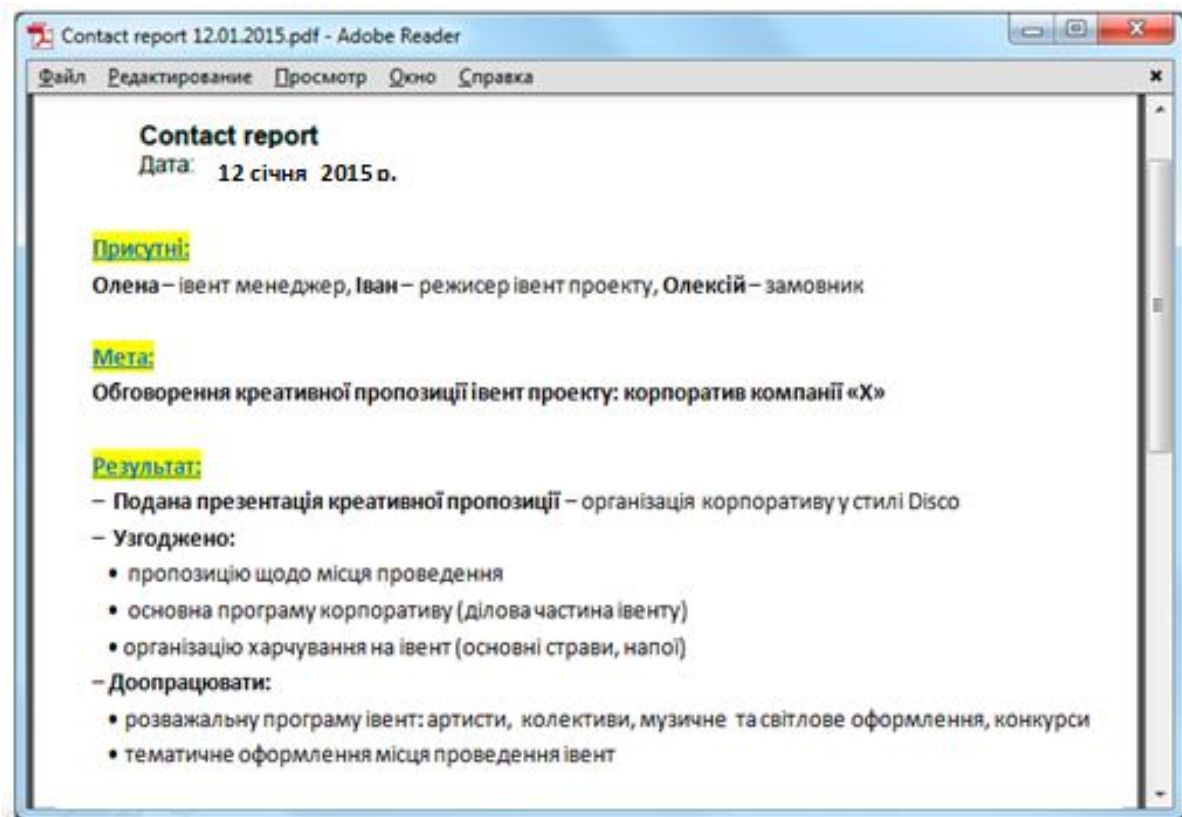 Contact report 12.01.2015.pdf - Adobe Reader
Файл Редактирование Просмотр Окно Справка
Contact report
Дата: 12 січня 2015 р.
Присутні:
Олена – івент менеджер, Іван – режисер івент проекту, Олексій – замовник
Мета:
Обговорення креативної пропозиції івент проекту: корпоратив компанії «Х»
Результат:
– Подана презентація креативної пропозиції – організація корпоративу у стилі Disco
– Узгоджено:
• пропозицію щодо місця проведення
• основна програму корпоративу (ділова частина івенту)
• організацію харчування на івент (основні страви, напої)
– Доопрацювати:
• розважальну програму івент: артисти, колективи, музичне та світлове оформлення, конкурси
• тематичне оформлення місця проведення івент